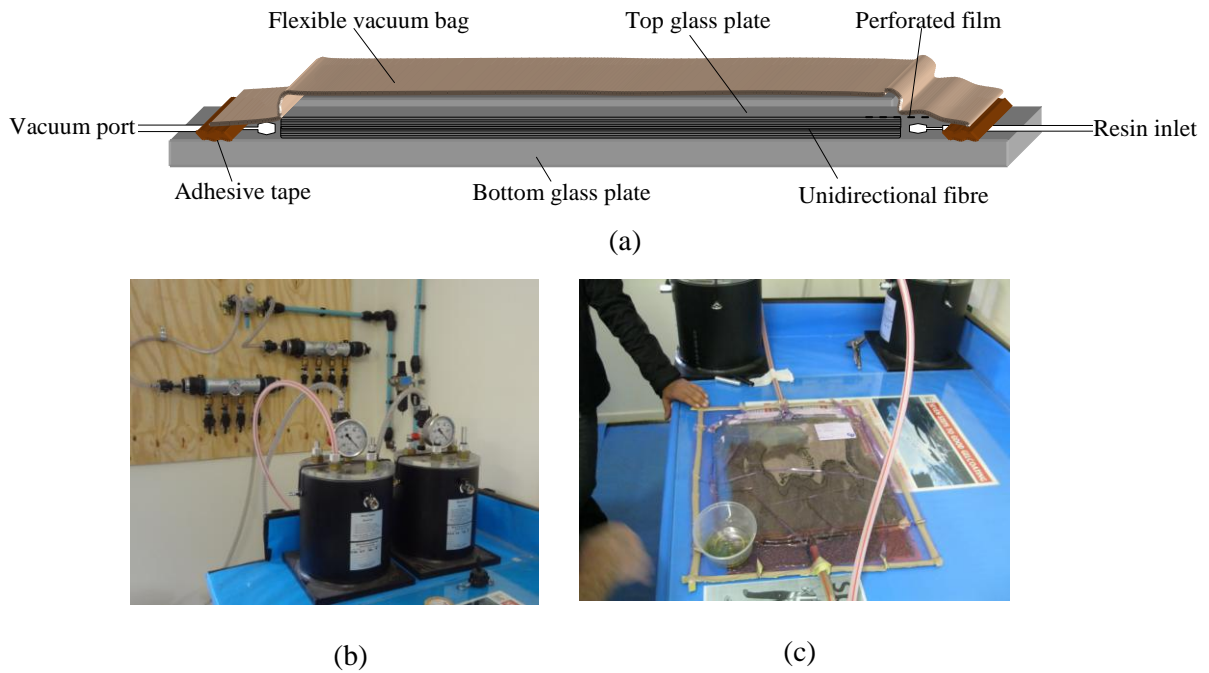 Flexible vacuum bag
Top glass plate
Perforated film
Vacuum port
Resin inlet
Adhesive tape
Bottom glass plate
Unidirectional fibre
(a)
(b)
(c)